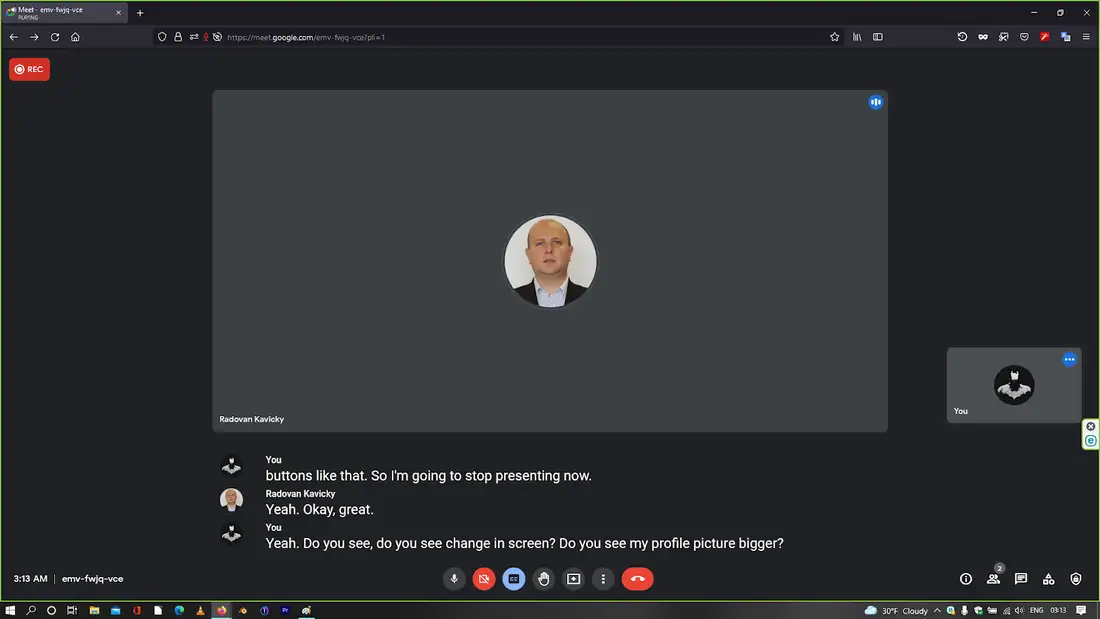 Meet - emv-fwjq-vce
PLAYING
https://meet.google.com/emv-fwjq-vce?pli=1
REC
Radovan Kavicky
You
You
buttons like that. So I'm going to stop presenting now.
Radovan Kavicky
Yeah. Okay, great.
You
Yeah. Do you see, do you see change in screen? Do you see my profile picture bigger?
3:13 AM | emv-fwjq-vce
CC
2
30°F Cloudy
ENG
03:13